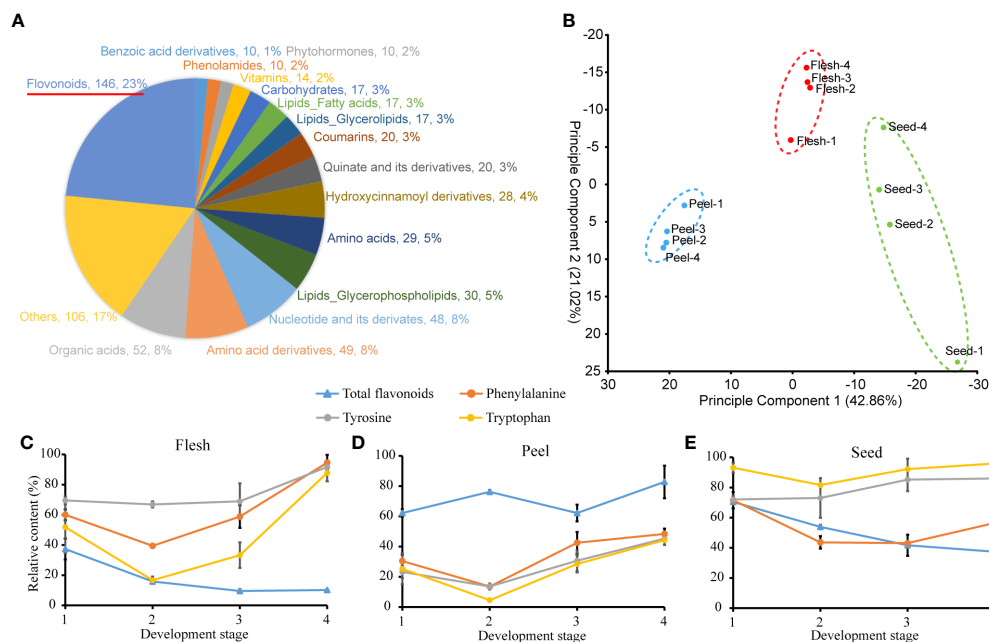 A
Benzoic acid derivatives, 10, 1%
Phytohormones, 10, 2%
Phenolamides, 10, 2%
Flovonoids, 146, 23%
Vitamins, 14, 2%
Carbohydrates, 17, 3%
Lipids_Fatty acids, 17, 3%
Lipids_Glycerolipids, 17, 3%
Coumarins, 20, 3%
Quinate and its derivatives, 20, 3%
Hydroxycinnamoyl derivatives, 28, 4%
Amino acids, 29, 5%
Lipids_Glycerophospholipids, 30, 5%
Nucleotide and its derivates, 48, 8%
Others, 106, 17%
Organic acids, 52, 8%
Amino acid derivatives, 49, 8%
B
Principle Component 2 (21.02%)
-20
-15
-10
-5
0
5
10
15
20
25
Flesh-4
Flesh-3
Flesh-2
Flesh-1
Seed-4
Seed-3
Seed-2
Seed-1
Peel-1
Peel-3
Peel-2
Peel-4
30 20 10 0 -10 -20 -30
Principle Component 1 (42.86%)
Total flavonoids
Phenylalanine
Tyrosine
Tryptophan
C
Flesh
Relative content (%)
100
80
60
40
20
0
1 2 3 4
Development stage
D
Peel
100
80
60
40
20
0
1 2 3 4
Development stage
E
Seed
100
80
60
40
20
0
1 2 3
Development stage